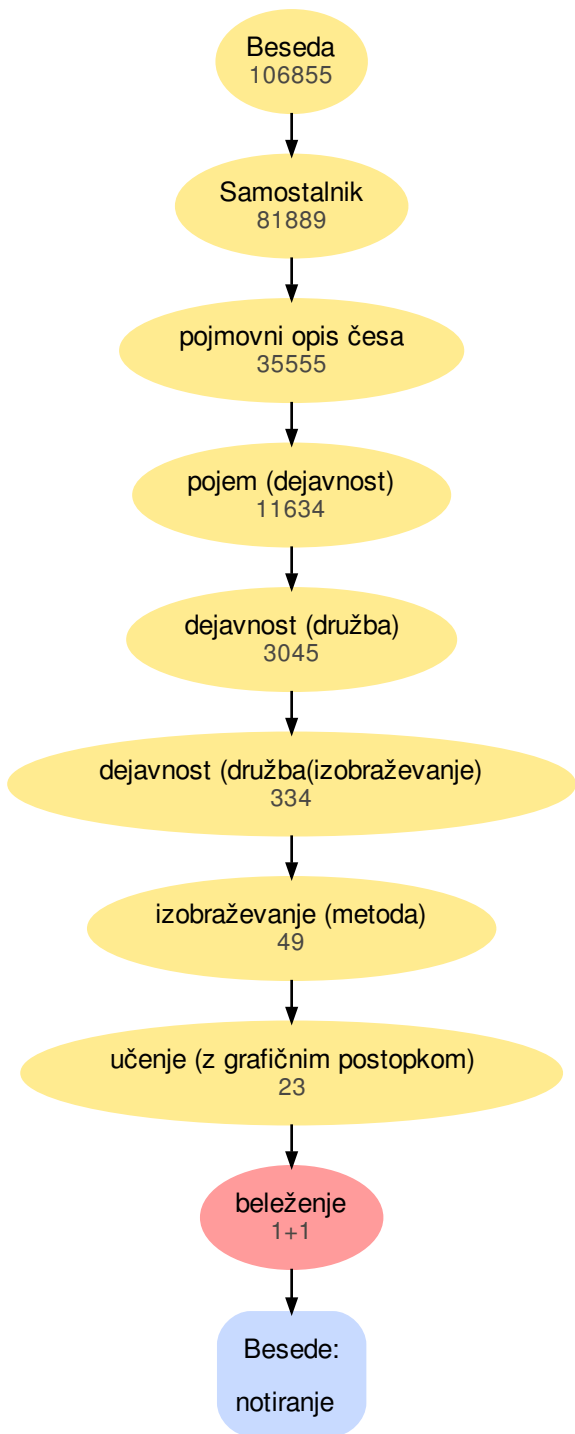 Beseda
106855
Samostalnik
81889
pojmovni opis česa
35555
pojem (dejavnost)
11634
dejavnost (družba)
3045
dejavnost (družba(izobraževanje)
334
izobraževanje (metoda)
49
učenje (z grafičnim postopkom)
23
beleženje
1+1
Besede:
notiranje